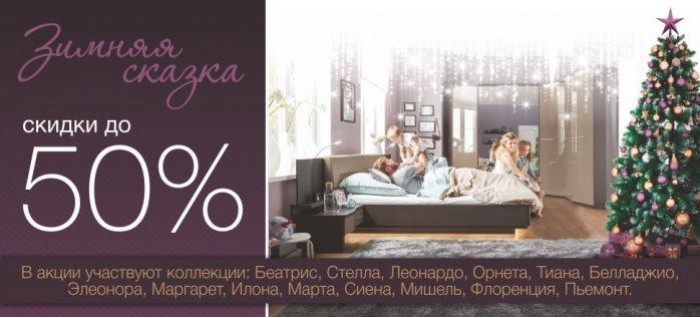 Зимняя
сказка
скидки до
50%
В акции участвуют коллекции: Беатрис, Стелла, Леонардо, Орнета, Тиана, Белладжио,
Элеонора, Маргарет, Илона, Марта, Сиена, Мишель, Флоренция, Пьемонт.